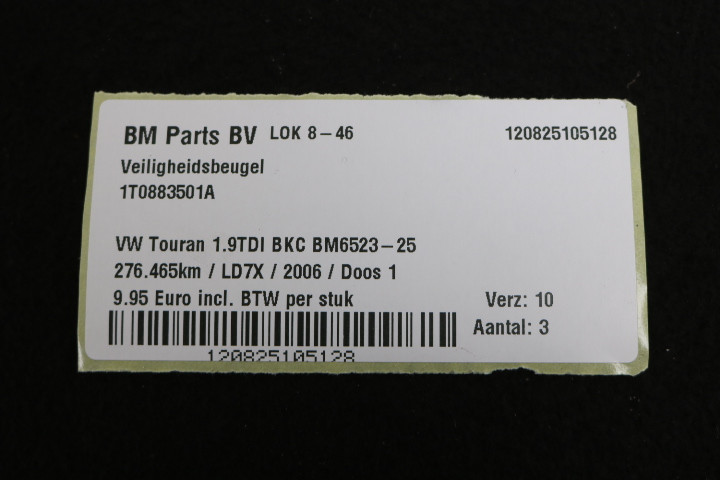 BM Parts BV LOK 8-46 120825105128
Veiligheidsbeugel
1T0883501A
VW Touran 1.9TDI BKC BM6523-25
276.465km / LD7X / 2006 / Doos 1
9.95 Euro incl. BTW per stuk Verz: 10
Aantal: 3
120825105128